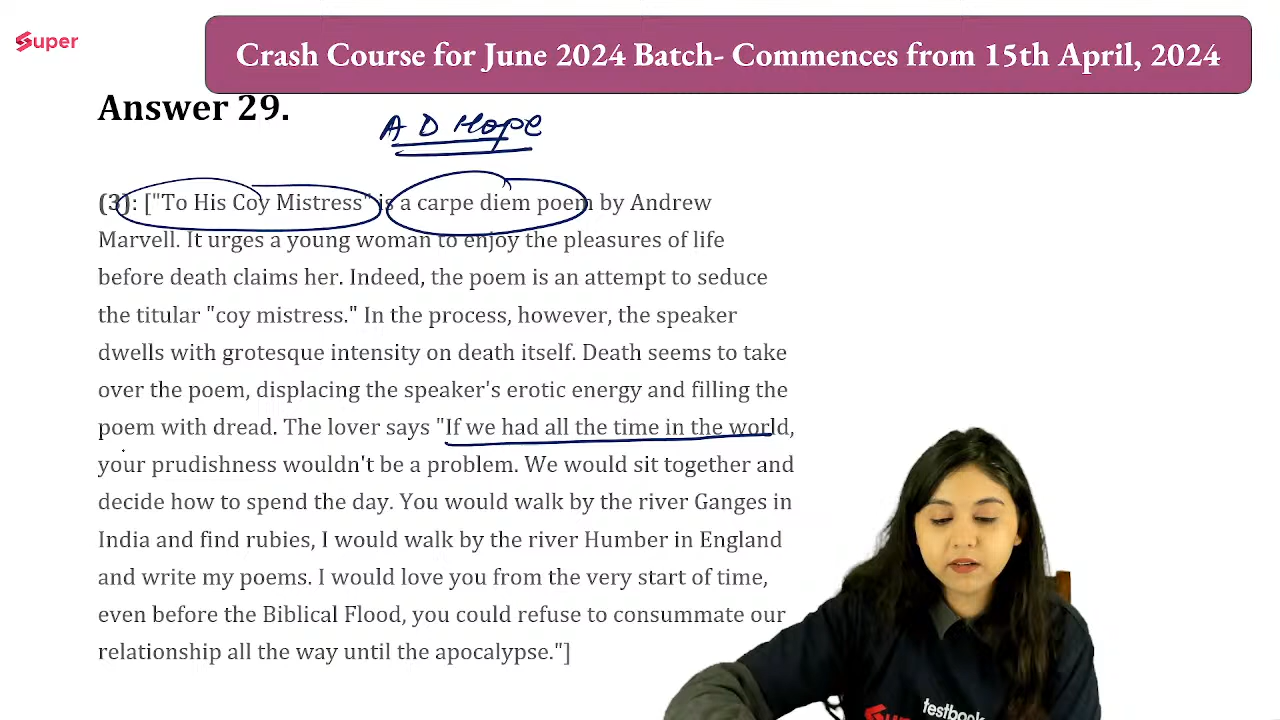 Super
Crash Course for June 2024 Batch- Commences from 15th April, 2024
Answer 29.
A D Hope
(3): ["To His Coy Mistress" is a carpe diem poem by Andrew
Marvell. It urges a young woman to enjoy the pleasures of life
before death claims her. Indeed, the poem is an attempt to seduce
the titular "coy mistress." In the process, however, the speaker
dwells with grotesque intensity on death itself. Death seems to take
over the poem, displacing the speaker's erotic energy and filling the
poem with dread. The lover says "If we had all the time in the world,
your prudishness wouldn't be a problem. We would sit together and
decide how to spend the day. You would walk by the river Ganges in
India and find rubies, I would walk by the river Humber in England
and write my poems. I would love you from the very start of time,
even before the Biblical Flood, you could refuse to consummate our
relationship all the way until the apocalypse."]
testbook